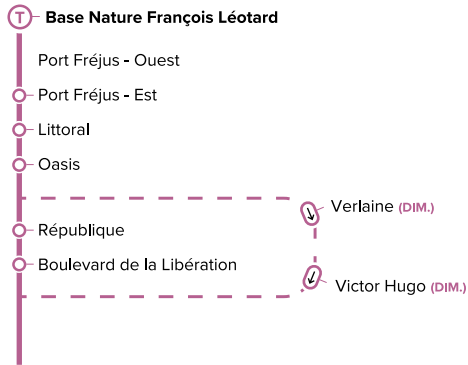 T Base Nature François Léotard
Port Fréjus - Ouest
Port Fréjus - Est
Littoral
Oasis
Verlaine (DIM.)
République
Boulevard de la Libération
Victor Hugo (DIM.)